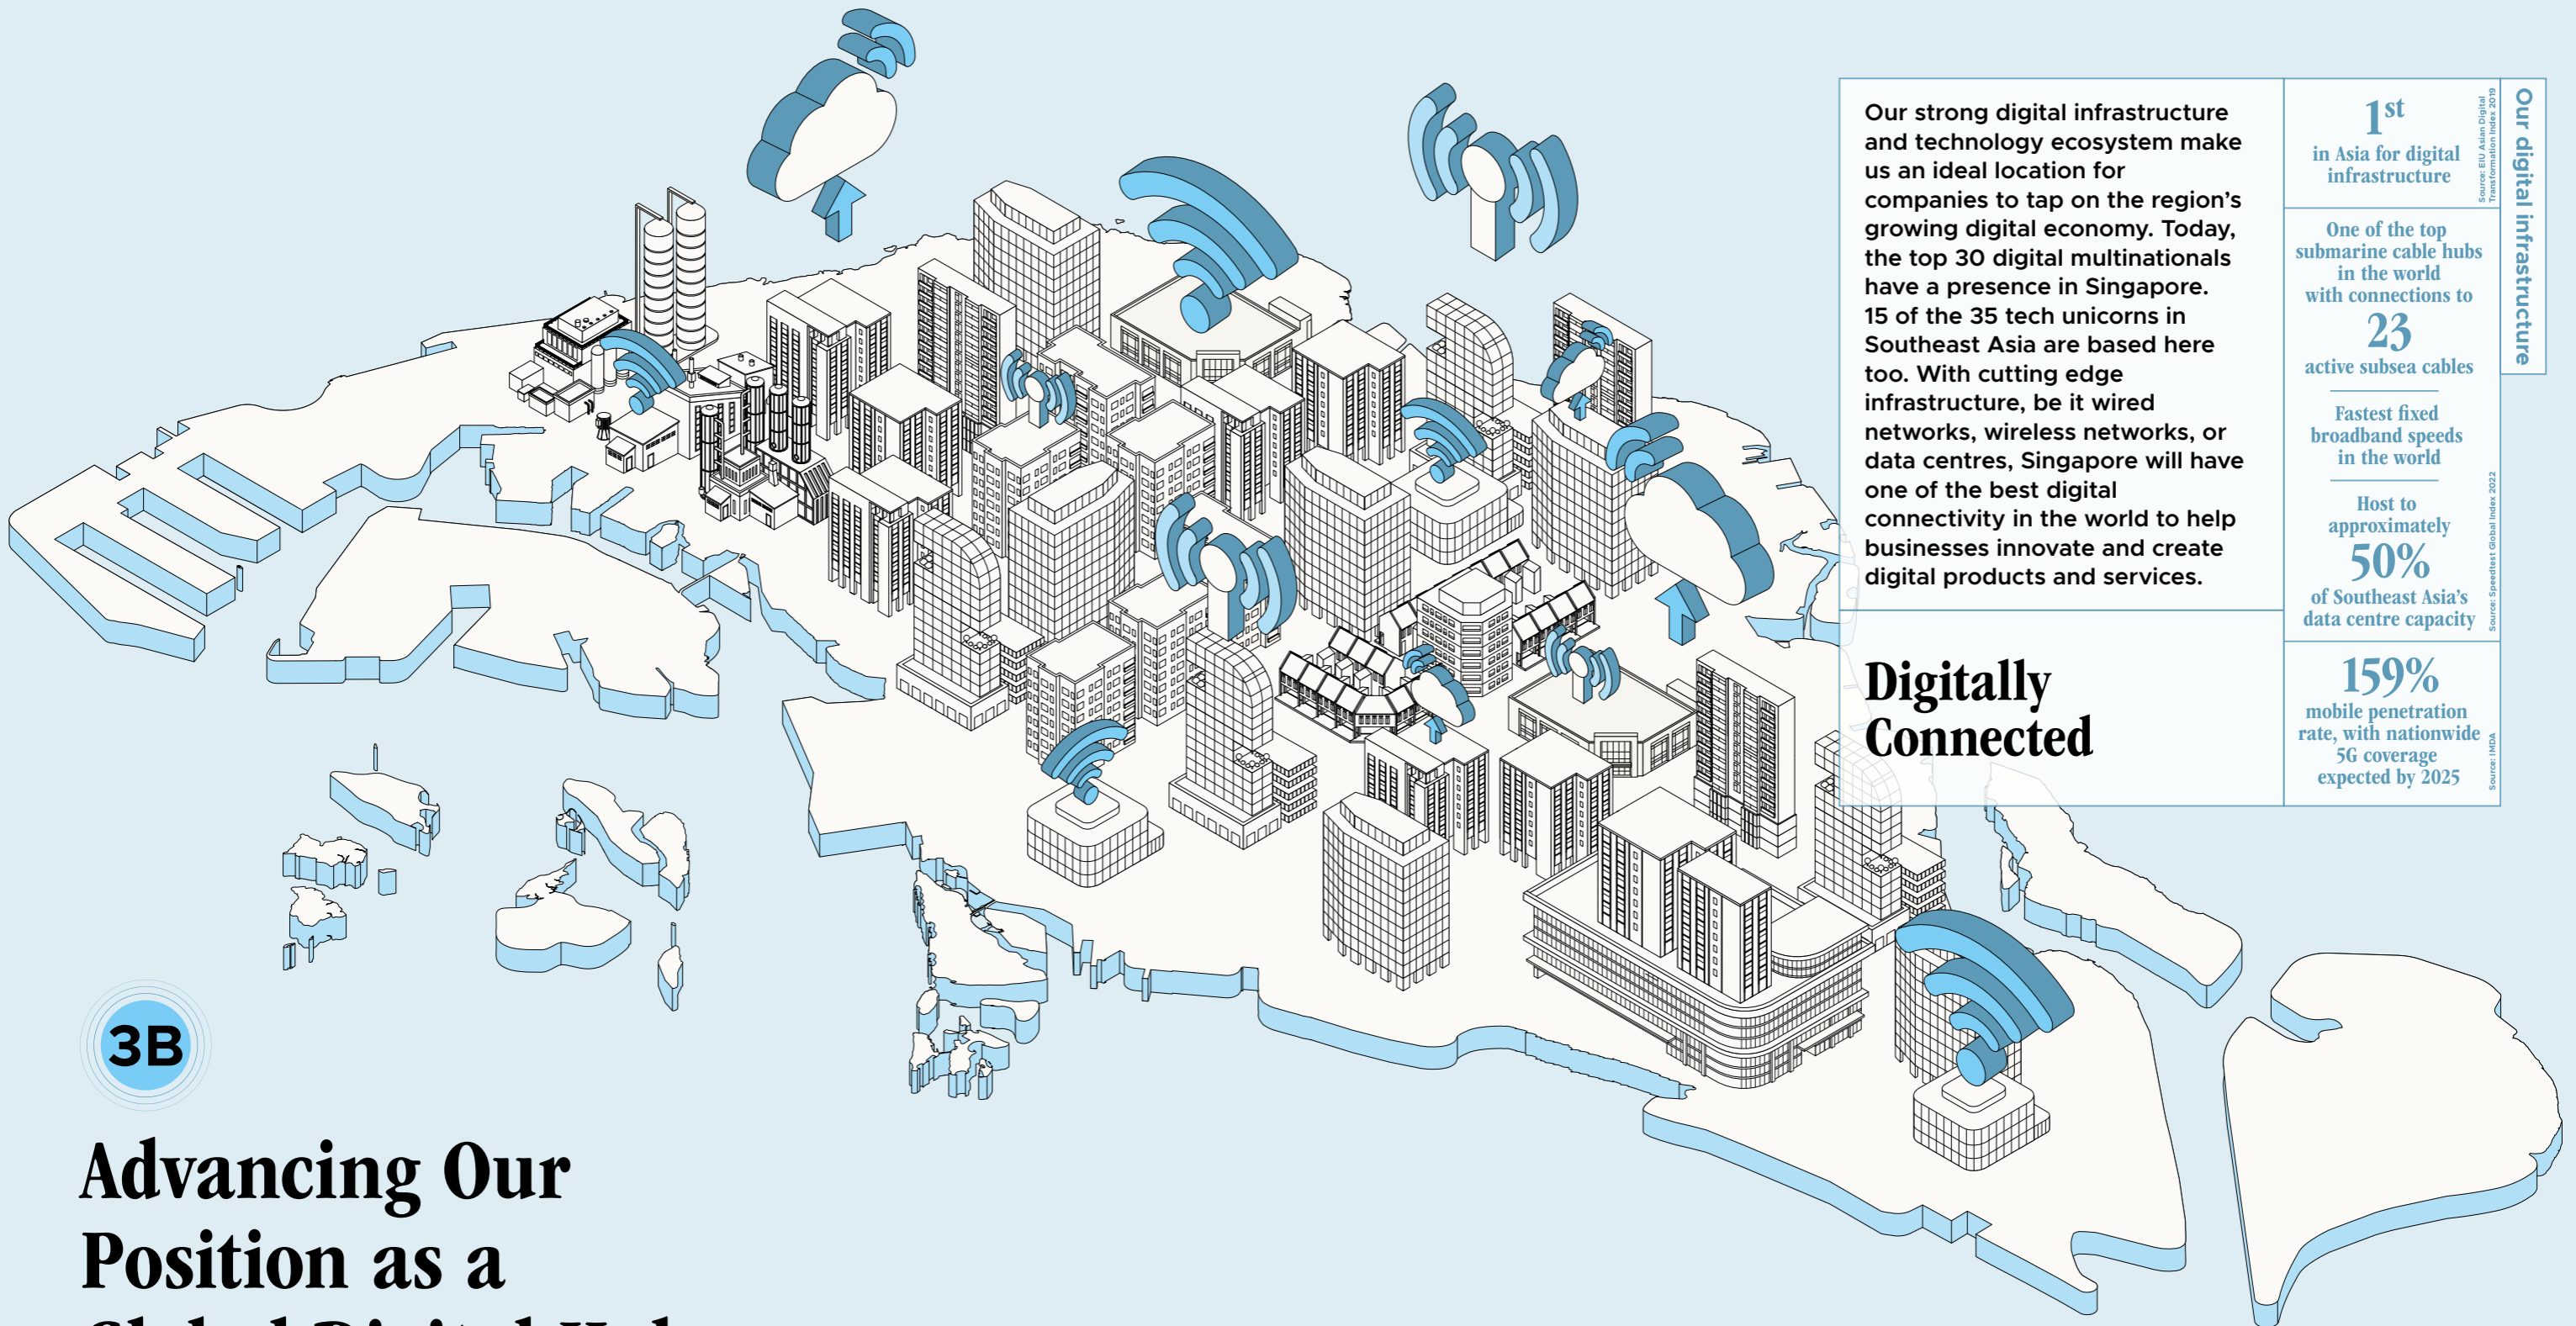 Our strong digital infrastructure
and technology ecosystem make
us an ideal location for
companies to tap on the region's
growing digital economy. Today,
the top 30 digital multinationals
have a presence in Singapore.
15 of the 35 tech unicorns in
Southeast Asia are based here
too. With cutting edge
infrastructure, be it wired
networks, wireless networks, or
data centres, Singapore will have
one of the best digital
connectivity in the world to help
businesses innovate and create
digital products and services.
Digitally
Connected
Our digital infrastructure
1st
in Asia for digital
infrastructure
Source: EIU Asian Digital
Transformation Index 2019
One of the top
submarine cable hubs
in the world
with connections to
23
active subsea cables
Fastest fixed
broadband speeds
in the world
Host to
approximately
50%
of Southeast Asia's
data centre capacity
Source: Speedtest Global Index 2022
159%
mobile penetration
rate, with nationwide
5G coverage
expected by 2025
Source: IMDA
3B
Advancing Our
Position as a
Global Digital Hub